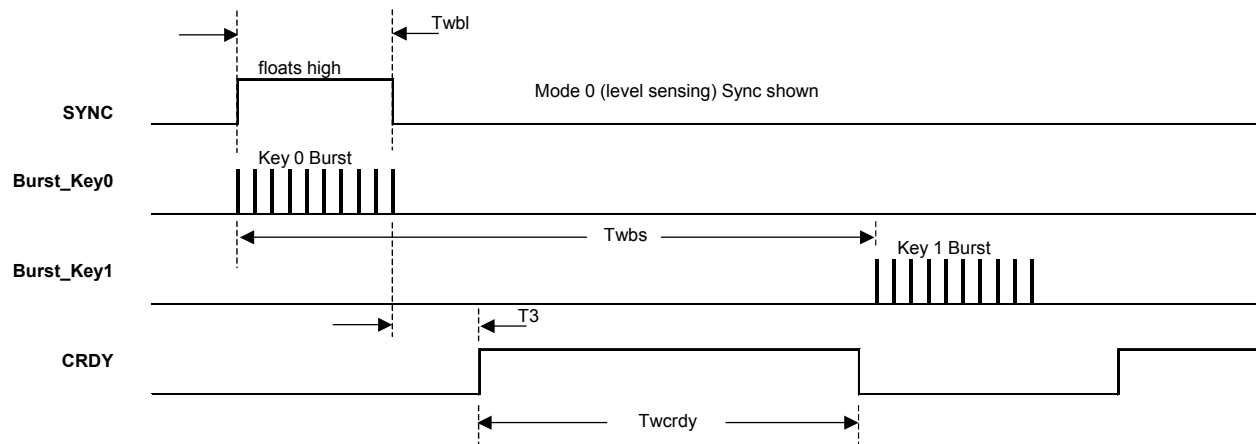 Twbl
floats high
Mode 0 (level sensing) Sync shown
SYNC
Key 0 Burst
Burst_Key0
Twbs
Key 1 Burst
Burst_Key1
T3
CRDY
Twcrdy